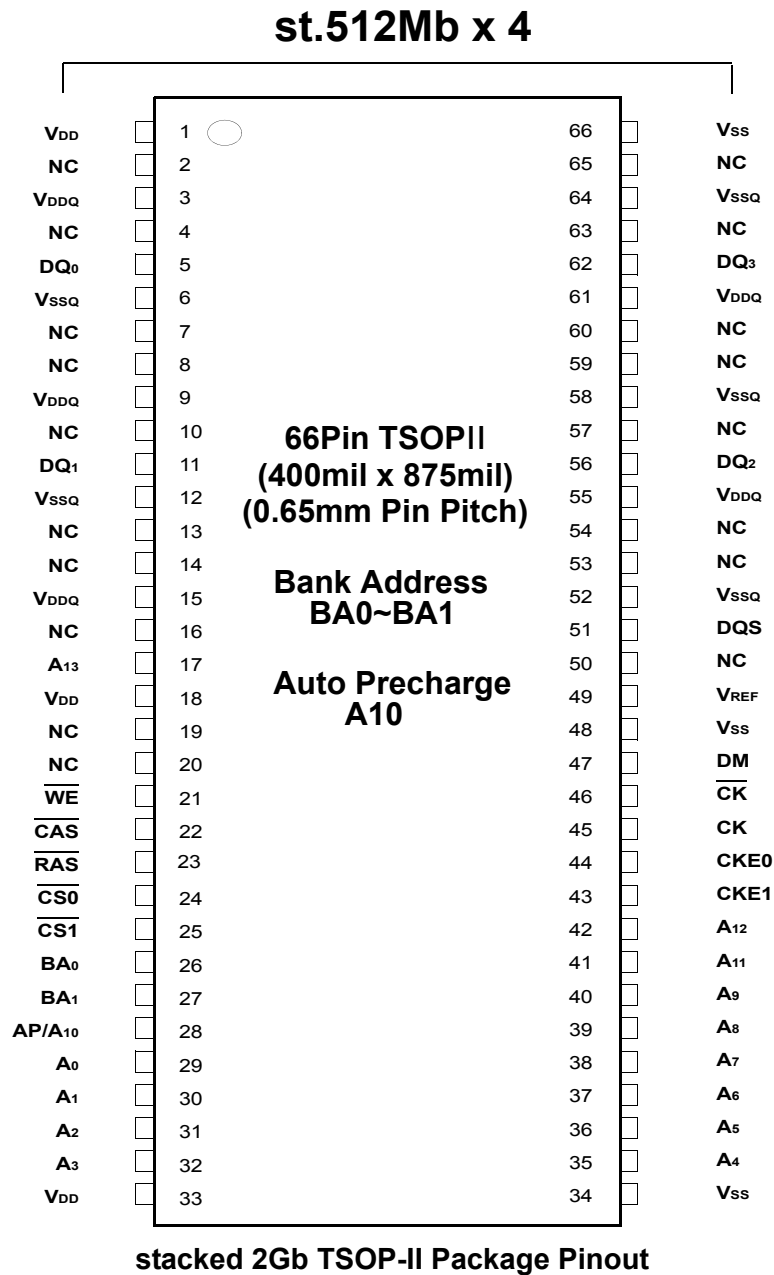 st.512Mb x 4
VDD 1 66 VSS
NC 2 65 NC
VDDQ 3 64 VSSQ
NC 4 63 NC
DQ0 5 62 DQ3
VSSQ 6 61 VDDQ
NC 7 60 NC
NC 8 59 NC
VDDQ 9 58 VSSQ
NC 10 57 NC
DQ1 11 56 DQ2
VSSQ 12 55 VDDQ
NC 13 54 NC
NC 14 53 NC
VDDQ 15 52 VSSQ
NC 16 51 DQS
A13 17 50 NC
VDD 18 49 VREF
NC 19 48 VSS
NC 20 47 DM
W̅E̅ 21 46 C̅K̅
C̅A̅S̅ 22 45 CK
R̅A̅S̅ 23 44 CKE0
C̅S̅0̅ 24 43 CKE1
C̅S̅1̅ 25 42 A12
BA0 26 41 A11
BA1 27 40 A9
AP/A10 28 39 A8
A0 29 38 A7
A1 30 37 A6
A2 31 36 A5
A3 32 35 A4
VDD 33 34 VSS
66Pin TSOPII
(400mil x 875mil)
(0.65mm Pin Pitch)
Bank Address
BA0~BA1
Auto Precharge
A10
stacked 2Gb TSOP-II Package Pinout